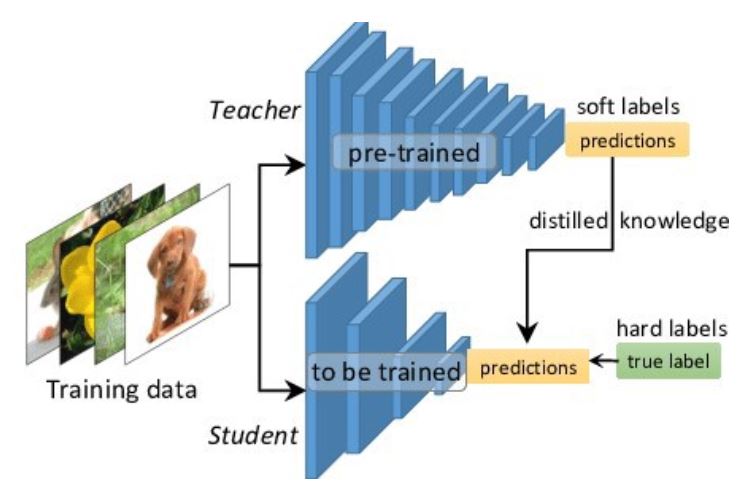 Teacher
pre-trained
soft labels
predictions
distilled knowledge
Training data
to be trained
Student
predictions
hard labels
true label